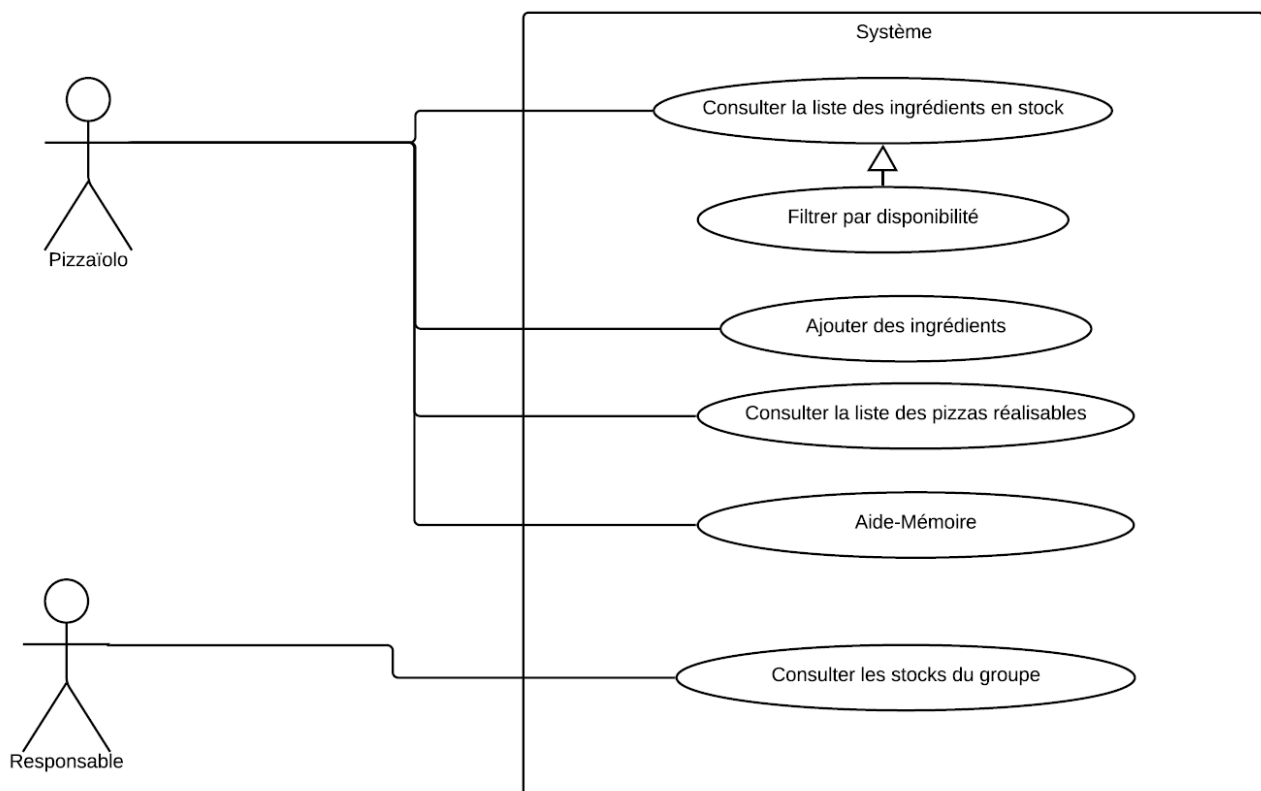 Système
Consulter la liste des ingrédients en stock
Filtrer par disponibilité
Pizzaïolo
Ajouter des ingrédients
Consulter la liste des pizzas réalisables
Aide-Mémoire
Consulter les stocks du groupe
Responsable